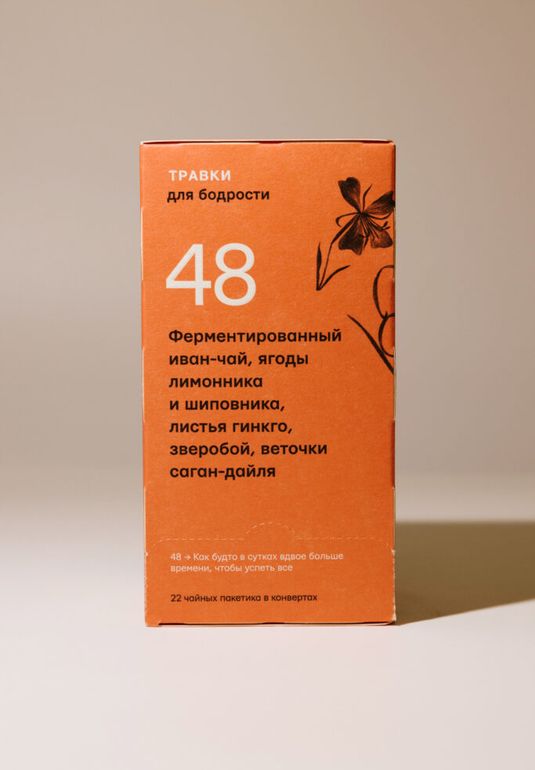 ТРАВКИ
для бодрости
48
Ферментированный
иван-чай, ягоды
лимонника
и шиповника,
листья гинкго,
зверобой, веточки
саган-дайля
48 → Как будто в сутках вдвое больше
времени, чтобы успеть все
22 чайных пакетика в конвертах